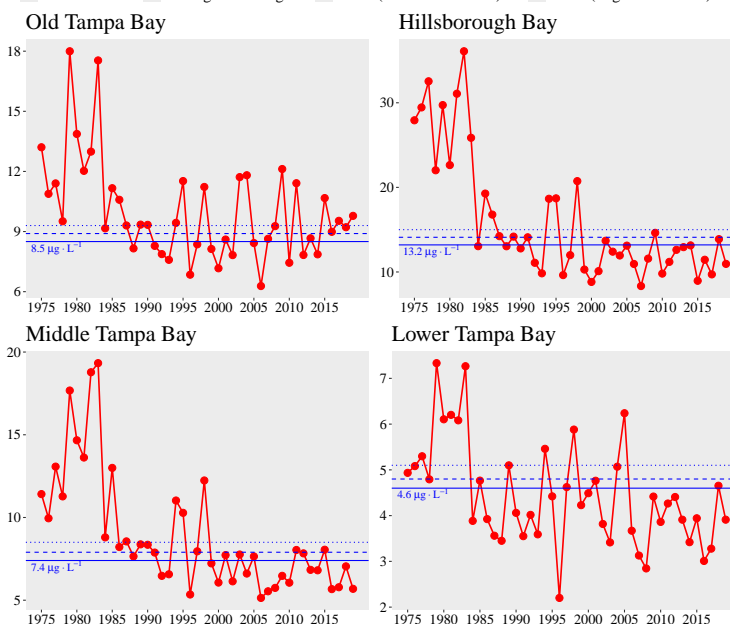 Old Tampa Bay
18
15
12
9
6
8.5 μg · L⁻¹
1975 1980 1985 1990 1995 2000 2005 2010 2015
Hillsborough Bay
30
20
10
13.2 μg · L⁻¹
1975 1980 1985 1990 1995 2000 2005 2010 2015
Middle Tampa Bay
20
15
10
5
7.4 μg · L⁻¹
1975 1980 1985 1990 1995 2000 2005 2010 2015
Lower Tampa Bay
7
6
5
4
3
2
4.6 μg · L⁻¹
1975 1980 1985 1990 1995 2000 2005 2010 2015